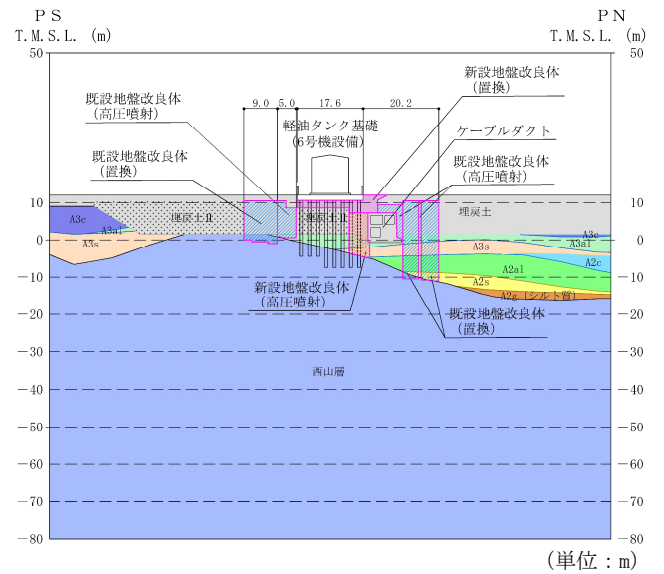 PS
PN
T.M.S.L. (m)
T.M.S.L. (m)
50
50
新設地盤改良体
(置換)
9.0 5.0 17.6 20.2
既設地盤改良体
(高圧噴射)
軽油タンク基礎
(6号機設備)
ケーブルダクト
既設地盤改良体
(置換)
既設地盤改良体
(高圧噴射)
10
10
A3c
埋戻土Ⅱ
埋戻土Ⅱ
埋戻土
A3al
A3c
A3al
0
0
A3s
A3s
A2c
A2al
-10
-10
A2s
新設地盤改良体
(高圧噴射)
A2g (シルト質)
既設地盤改良体
(置換)
-20
-20
-30
-30
西山層
-40
-40
-50
-50
-60
-60
-70
-70
-80
-80
(単位：m)